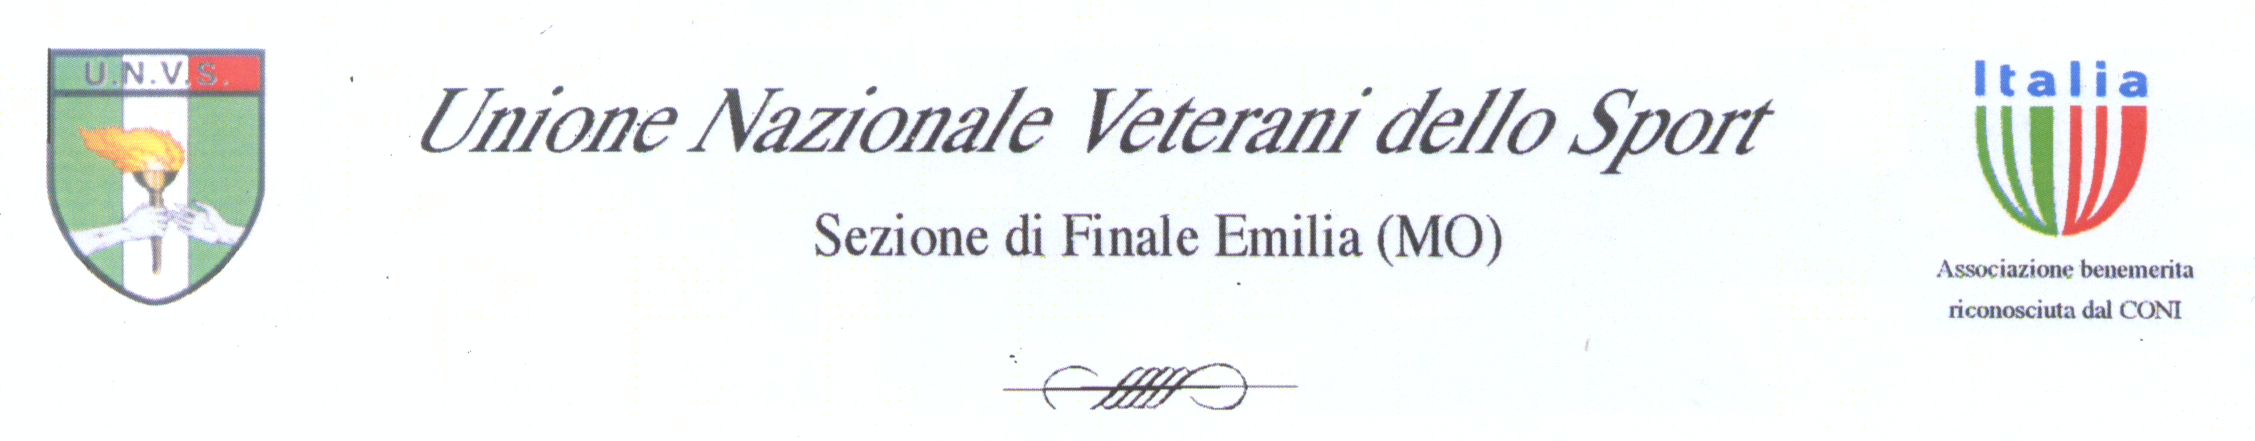 U.N.V.S.
Unione Nazionale Veterani dello Sport
Sezione di Finale Emilia (MO)
Italia
Associazione benemerita
riconosciuta dal CONI